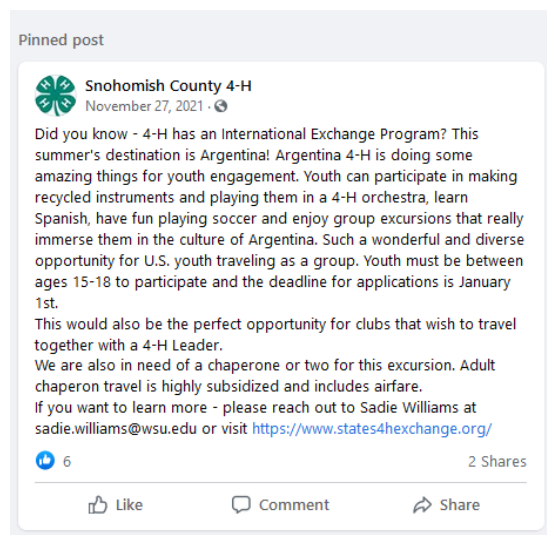 Pinned post
Snohomish County 4-H
November 27, 2021 ·
Did you know - 4-H has an International Exchange Program? This
summer's destination is Argentina! Argentina 4-H is doing some
amazing things for youth engagement. Youth can participate in making
recycled instruments and playing them in a 4-H orchestra, learn
Spanish, have fun playing soccer and enjoy group excursions that really
immerse them in the culture of Argentina. Such a wonderful and diverse
opportunity for U.S. youth traveling as a group. Youth must be between
ages 15-18 to participate and the deadline for applications is January
1st.
This would also be the perfect opportunity for clubs that wish to travel
together with a 4-H Leader.
We are also in need of a chaperone or two for this excursion. Adult
chaperon travel is highly subsidized and includes airfare.
If you want to learn more - please reach out to Sadie Williams at
sadie.williams@wsu.edu or visit https://www.states4hexchange.org/
6
2 Shares
Like
Comment
Share